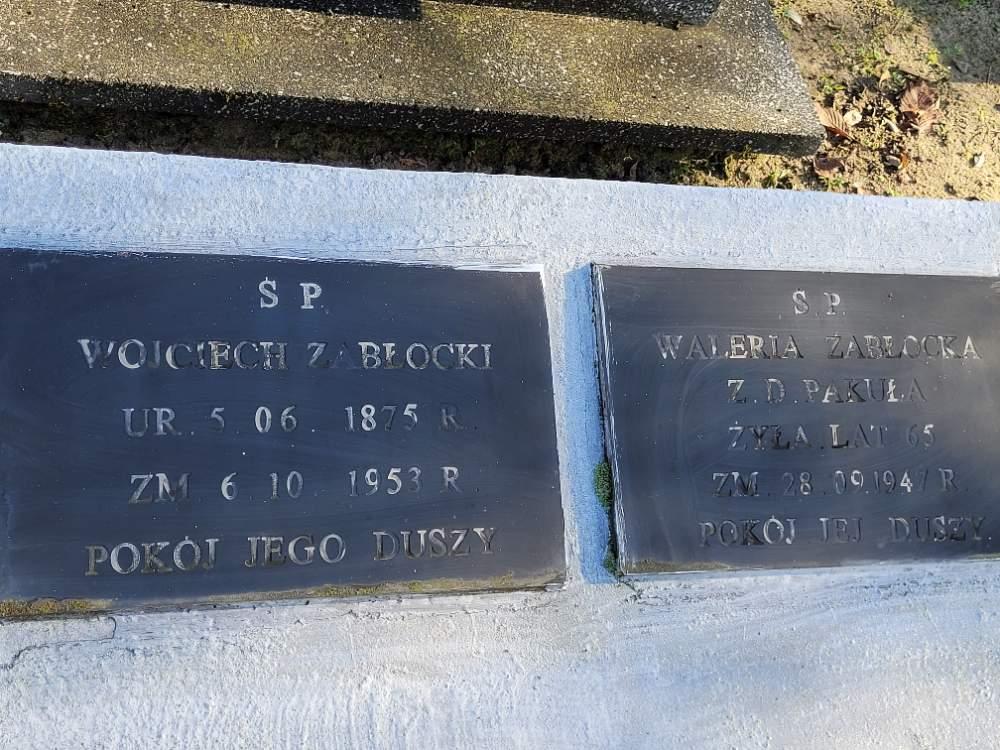 Ś P.
WOJCIECH ZABŁOCKI
UR. 5 06. 1875 R.
ZM. 6.10. 1953 R.
POKÓJ JEGO DUSZY
Ś.P.
WALERIA ZABŁOCKA
Z.D. PAKUŁA
ŻYŁA LAT 65
ZM. 28.09.1947 R.
POKÓJ JEJ DUSZY.